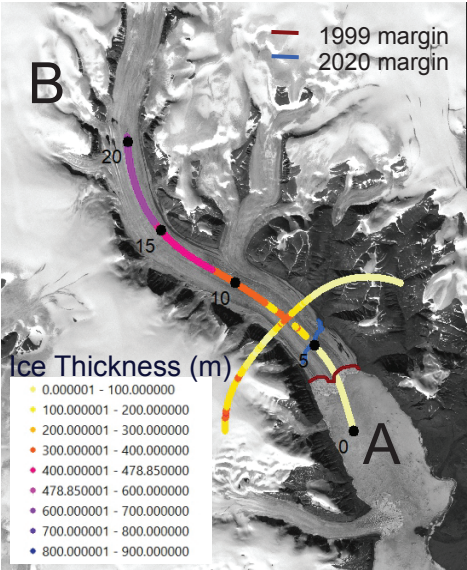 B
1999 margin
2020 margin
20
15
10
5
0
A
Ice Thickness (m)
0.000001 - 100.000000
100.000001 - 200.000000
200.000001 - 300.000000
300.000001 - 400.000000
400.000001 - 478.850000
478.850001 - 600.000000
600.000001 - 700.000000
700.000001 - 800.000000
800.000001 - 900.000000